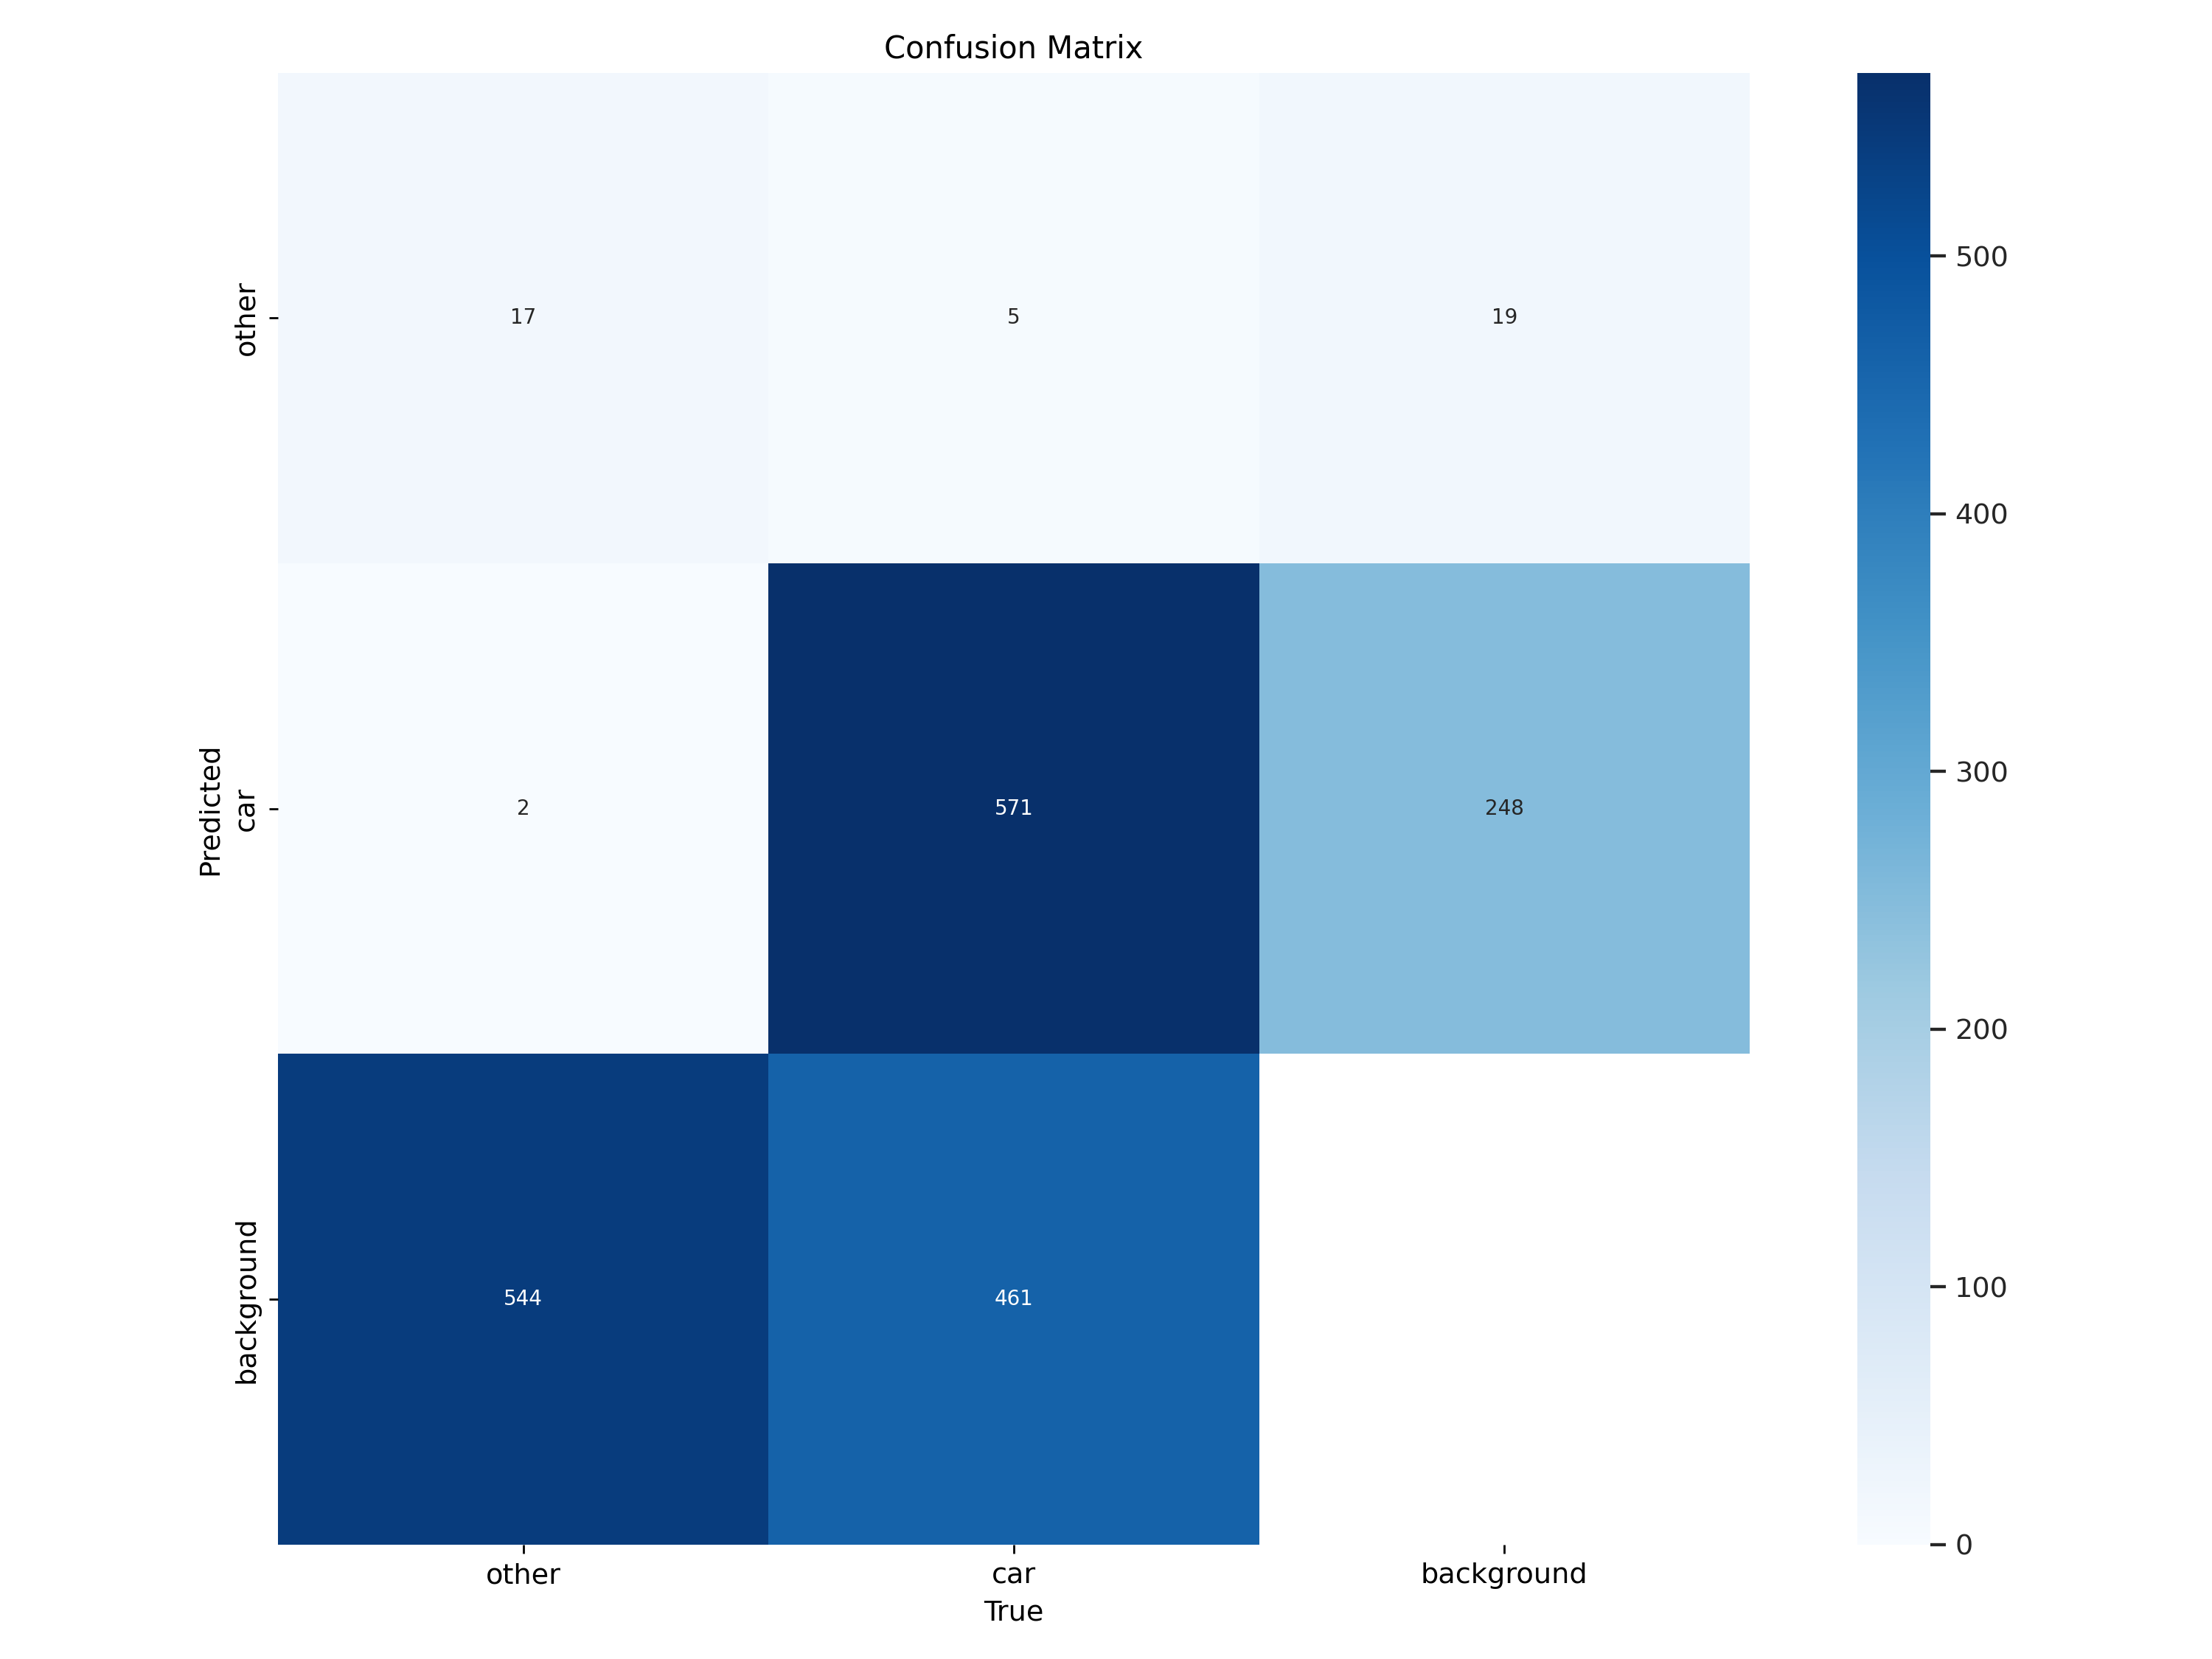 Confusion Matrix
other
17
5
19
500
400
300
Predicted
car
2
571
248
200
background
544
461
100
0
other
car
background
True